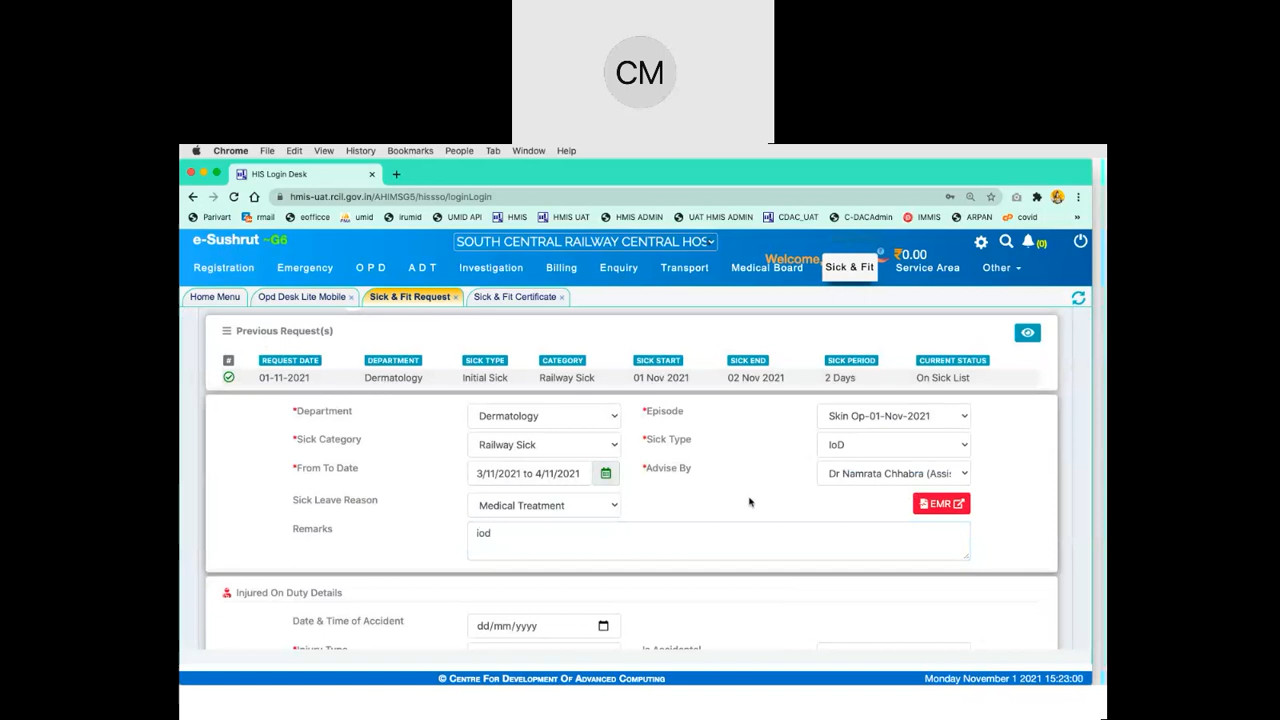 CM
Chrome File Edit View History Bookmarks People Tab Window Help
HIS Login Desk
hmis-uat.rcil.gov.in/AHIMSG5/hissso/loginLogin
Parivart rmail eofficce umid irumid UMID API HMIS HMIS UAT HMIS ADMIN UAT HMIS ADMIN CDAC_UAT C-DACAdmin IMMIS ARPAN covid »
e-Sushrut ~G6 SOUTH CENTRAL RAILWAY CENTRAL HOS Welcome. ₹0.00 (0)
Registration Emergency O P D A D T Investigation Billing Enquiry Transport Medical Board Sick & Fit Service Area Other
Home Menu Opd Desk Lite Mobile × Sick & Fit Request × Sick & Fit Certificate ×
Previous Request(s)
# REQUEST DATE DEPARTMENT SICK TYPE CATEGORY SICK START SICK END SICK PERIOD CURRENT STATUS
01-11-2021 Dermatology Initial Sick Railway Sick 01 Nov 2021 02 Nov 2021 2 Days On Sick List
*Department Dermatology *Episode Skin Op-01-Nov-2021
*Sick Category Railway Sick *Sick Type IoD
*From To Date 3/11/2021 to 4/11/2021 *Advise By Dr Namrata Chhabra (Assis
Sick Leave Reason Medical Treatment EMR
Remarks iod
Injured On Duty Details
Date & Time of Accident dd/mm/yyyy
*Injury Type Is Accidental
© CENTRE FOR DEVELOPMENT OF ADVANCED COMPUTING Monday November 1 2021 15:23:00